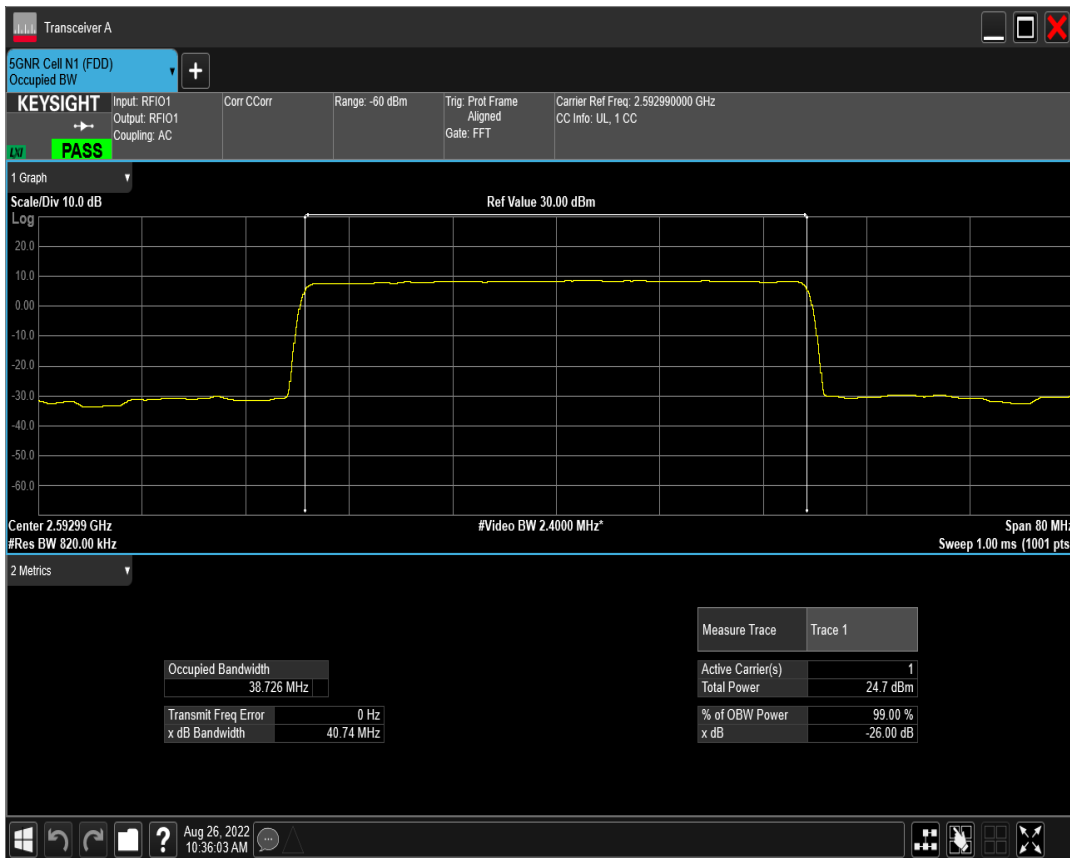 Transceiver A
5GNR Cell N1 (FDD)
Occupied BW
+
KEYSIGHT
LXI
PASS
Input: RFIO1
Output: RFIO1
Coupling: AC
Corr CCorr
Range: -60 dBm
Trig: Prot Frame
Aligned
Gate: FFT
Carrier Ref Freq: 2.592990000 GHz
CC Info: UL, 1 CC
1 Graph
Scale/Div 10.0 dB
Ref Value 30.00 dBm
Log
20.0
10.0
0.00
-10.0
-20.0
-30.0
-40.0
-50.0
-60.0
Center 2.59299 GHz
#Video BW 2.4000 MHz*
Span 80 MHz
#Res BW 820.00 kHz
Sweep 1.00 ms (1001 pts
2 Metrics
Measure Trace Trace 1
Occupied Bandwidth
38.726 MHz
Active Carrier(s) 1
Total Power 24.7 dBm
Transmit Freq Error 0 Hz
x dB Bandwidth 40.74 MHz
% of OBW Power 99.00 %
x dB -26.00 dB
?
Aug 26, 2022
10:36:03 AM